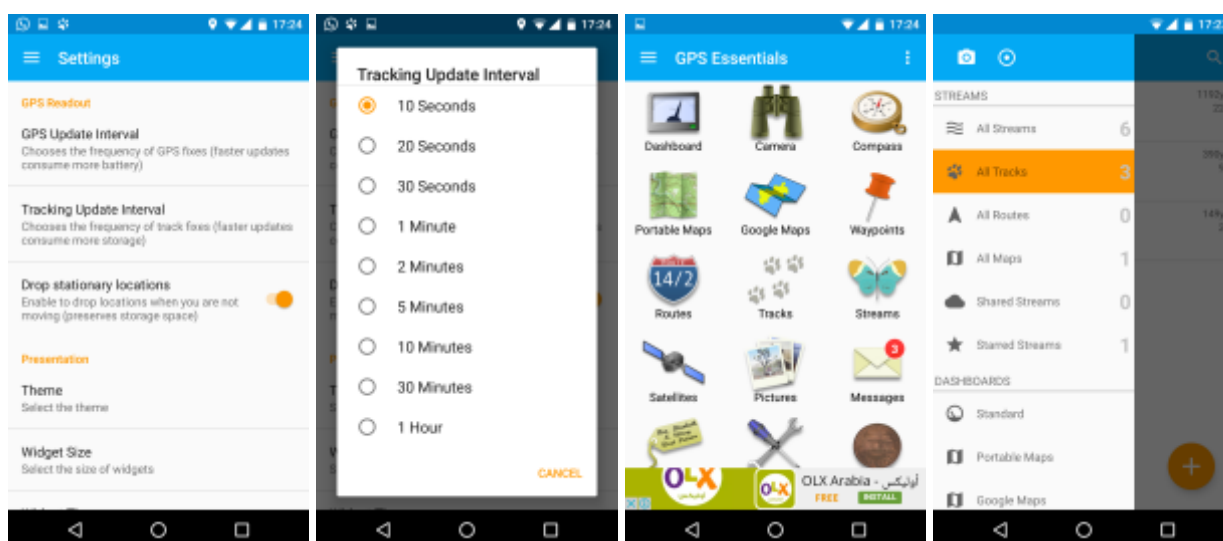 17:24
Settings
GPS Readout
GPS Update Interval
Chooses the frequency of GPS fixes (faster updates
consume more battery)
Tracking Update Interval
Chooses the frequency of track fixes (faster updates
consume more storage)
Drop stationary locations
Enable to drop locations when you are not
moving (preserves storage space)
Presentation
Theme
Select the theme
Widget Size
Select the size of widgets
17:24
Tracking Update Interval
10 Seconds
20 Seconds
30 Seconds
1 Minute
2 Minutes
5 Minutes
10 Minutes
30 Minutes
1 Hour
CANCEL
17:24
GPS Essentials
Dashboard
Camera
Compass
Portable Maps
Google Maps
Waypoints
14/2
Routes
Tracks
Streams
3
Satellites
Pictures
Messages
OLX
OLX
OLX Arabia - أوليكس
FREE
INSTALL
17:2
STREAMS
All Streams 6
All Tracks 3
All Routes 0
All Maps 1
Shared Streams 0
Starred Streams 1
DASHBOARDS
Standard
Portable Maps
Google Maps